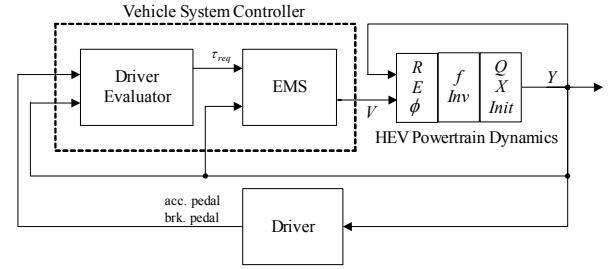 Vehicle System Controller
Driver
Evaluator
τreq
EMS
V
R
E
ϕ
f
Inv
Q
X
Init
Y
HEV Powertrain Dynamics
acc. pedal
brk. pedal
Driver